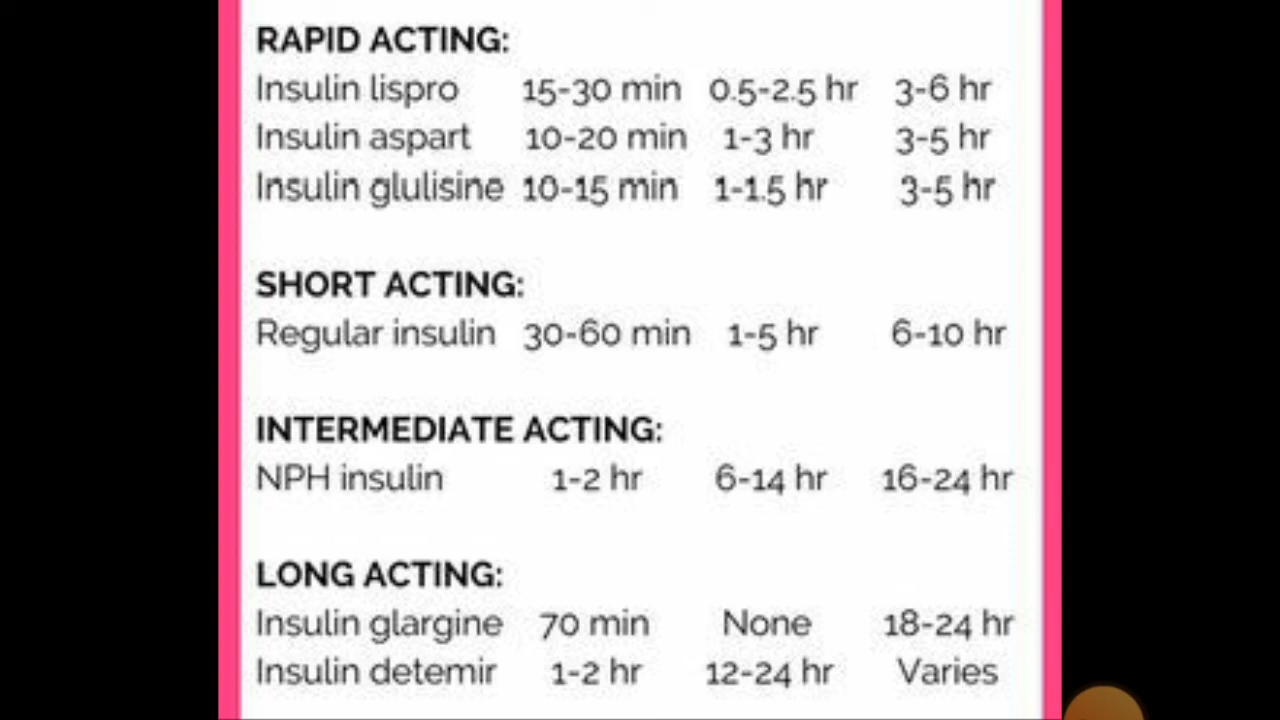 RAPID ACTING:
Insulin lispro 15-30 min 0.5-2.5 hr 3-6 hr
Insulin aspart 10-20 min 1-3 hr 3-5 hr
Insulin glulisine 10-15 min 1-1.5 hr 3-5 hr
SHORT ACTING:
Regular insulin 30-60 min 1-5 hr 6-10 hr
INTERMEDIATE ACTING:
NPH insulin 1-2 hr 6-14 hr 16-24 hr
LONG ACTING:
Insulin glargine 70 min None 18-24 hr
Insulin detemir 1-2 hr 12-24 hr Varies